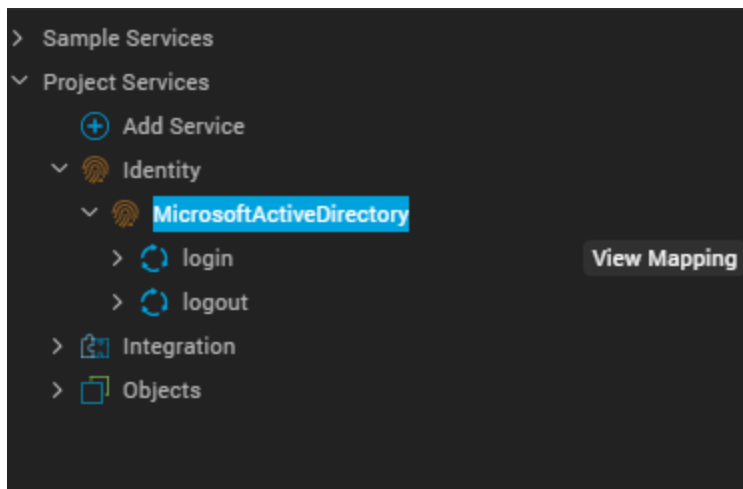 Sample Services
Project Services
Add Service
Identity
MicrosoftActiveDirectory
login
View Mapping
logout
Integration
Objects